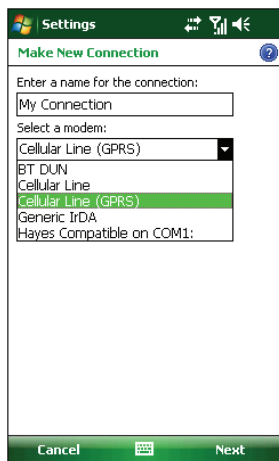 Settings
Make New Connection
?
Enter a name for the connection:
My Connection
Select a modem:
Cellular Line (GPRS)
BT DUN
Cellular Line
Cellular Line (GPRS)
Generic IrDA
Hayes Compatible on COM1:
Cancel Next